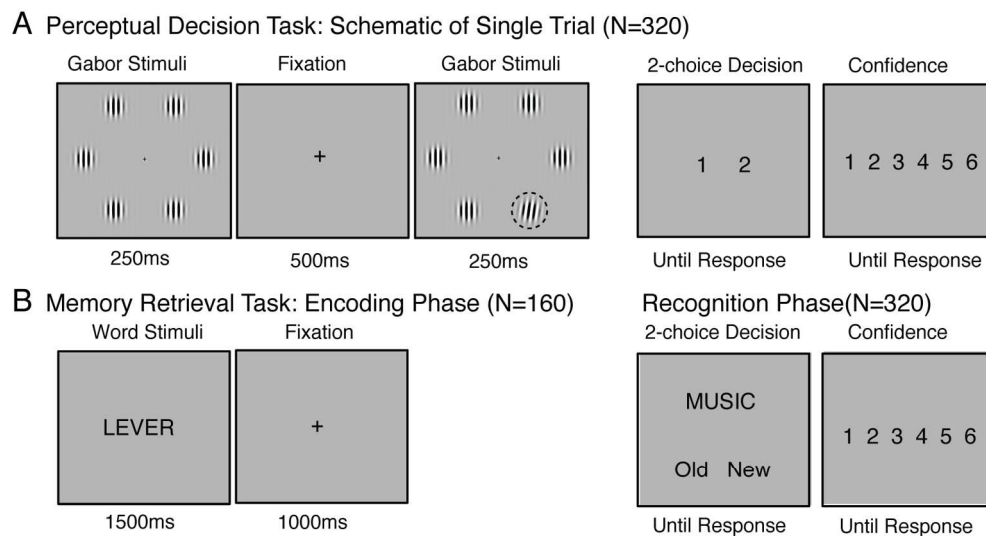 A Perceptual Decision Task: Schematic of Single Trial (N=320)
Gabor Stimuli Fixation Gabor Stimuli 2-choice Decision Confidence
+
1 2
1 2 3 4 5 6
250ms 500ms 250ms Until Response Until Response
B Memory Retrieval Task: Encoding Phase (N=160) Recognition Phase(N=320)
Word Stimuli Fixation 2-choice Decision Confidence
MUSIC
LEVER + 1 2 3 4 5 6
Old New
1500ms 1000ms Until Response Until Response